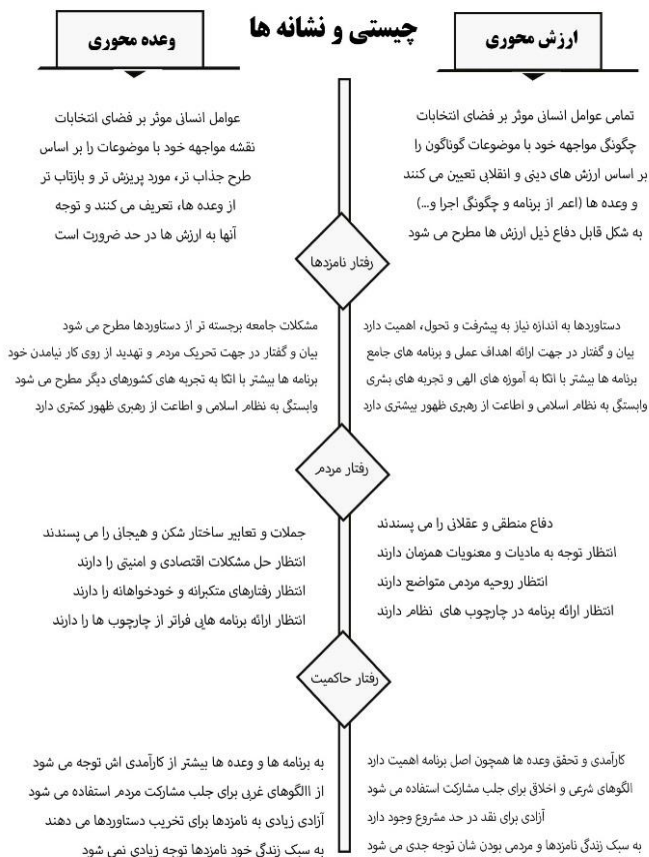 چیستی و نشانه ها
ارزش محوری
وعده محوری
تمامی عوامل انسانی موثر بر فضای انتخابات
چگونگی مواجهه خود با موضوعات گوناگون را
بر اساس ارزش های دینی و انقلابی تعیین می کنند
و وعده ها (اعم از برنامه و چگونگی اجرا و...)
به شکل قابل دفاع ذیل ارزش ها مطرح می شود
عوامل انسانی موثر بر فضای انتخابات
نقشه مواجهه خود با موضوعات را بر اساس
طرح جذاب تر، مورد پریزش تر و بازتاب تر
از وعده ها، تعریف می کنند و توجه
آنها به ارزش ها در حد ضرورت است
رفتار نامزدها
دستاوردها به اندازه نیاز به پیشرفت و تحول، اهمیت دارد
بیان و گفتار در جهت ارائه اهداف عملی و برنامه های جامع
برنامه ها بیشتر با اتکا به آموزه های الهی و تجربه های بشری
وابستگی به نظام اسلامی و اطاعت از رهبری ظهور بیشتری دارد
مشکلات جامعه برجسته تر از دستاوردها مطرح می شود
بیان و گفتار در جهت تحریک مردم و تهدید از روی کار نیامدن خود
برنامه ها بیشتر با اتکا به تجربه های کشورهای دیگر مطرح می شود
وابستگی به نظام اسلامی و اطاعت از رهبری ظهور کمتری دارد
رفتار مردم
دفاع منطقی و عقلانی را می پسندند
انتظار توجه به مادیات و معنویات همزمان دارند
انتظار روحیه مردمی متواضع دارند
انتظار ارائه برنامه در چارچوب های نظام دارند
جملات و تعابیر ساختار شکن و هیجانی را می پسندند
انتظار حل مشکلات اقتصادی و امنیتی را دارند
انتظار رفتارهای متکبرانه و خودخواهانه را دارند
انتظار ارائه برنامه هایی فراتر از چارچوب ها را دارند
رفتار حاکمیت
کارآمدی و تحقق وعده ها همچون اصل برنامه اهمیت دارد
الگوهای شرعی و اخلاقی برای جلب مشارکت استفاده می شود
آزادی برای نقد در حد مشروع وجود دارد
به سبک زندگی نامزدها و مردمی بودن شان توجه جدی می شود
به برنامه ها و وعده ها بیشتر از کارآمدی اش توجه می شود
از االگوهای غربی برای جلب مشارکت مردم استفاده می شود
آزادی زیادی به نامزدها برای تخریب دستاوردها می دهند
به سبک زندگی خود نامزدها توجه زیادی نمی شود